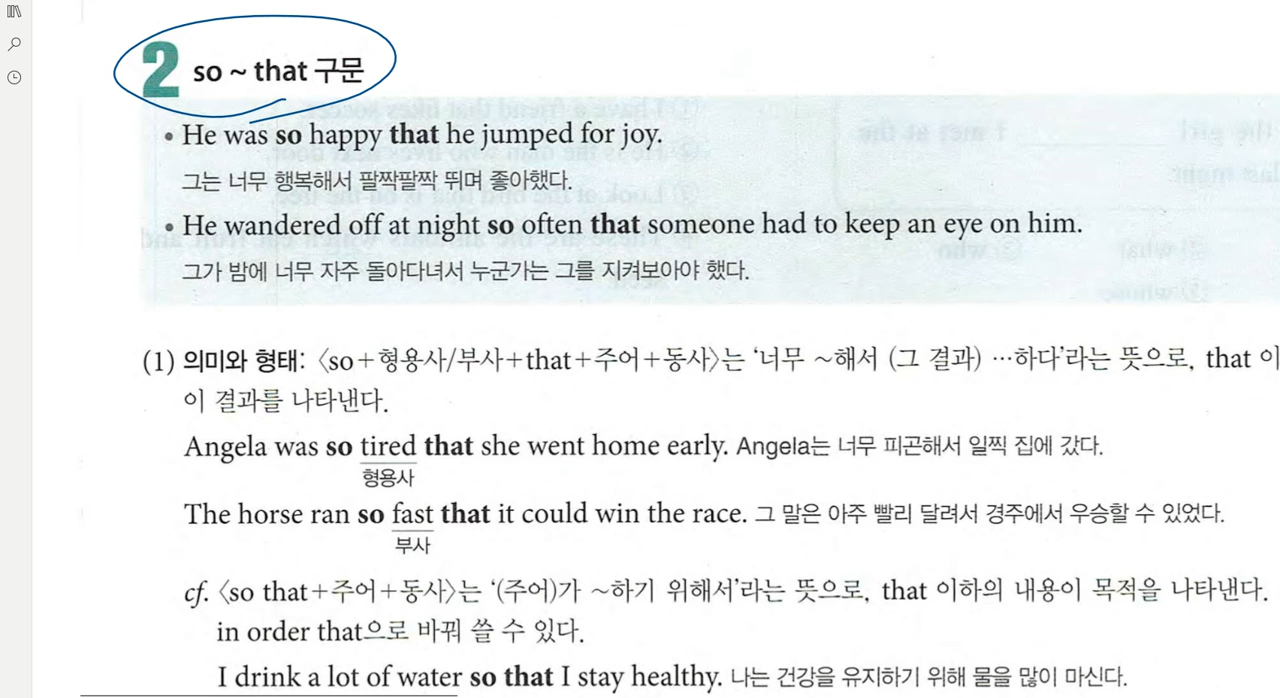 2 so ~ that 구문
• He was so happy that he jumped for joy.
그는 너무 행복해서 팔짝팔짝 뛰며 좋아했다.
• He wandered off at night so often that someone had to keep an eye on him.
그가 밤에 너무 자주 돌아다녀서 누군가는 그를 지켜보아야 했다.
(1) 의미와 형태: 〈so+형용사/부사+that+주어+동사〉는 ‘너무 ~해서 (그 결과) …하다’라는 뜻으로, that 이
이 결과를 나타낸다.
Angela was so tired that she went home early. Angela는 너무 피곤해서 일찍 집에 갔다.
형용사
The horse ran so fast that it could win the race. 그 말은 아주 빨리 달려서 경주에서 우승할 수 있었다.
부사
cf. 〈so that+주어+동사〉는 ‘(주어)가 ~하기 위해서’라는 뜻으로, that 이하의 내용이 목적을 나타낸다.
in order that으로 바꿔 쓸 수 있다.
I drink a lot of water so that I stay healthy. 나는 건강을 유지하기 위해 물을 많이 마신다.